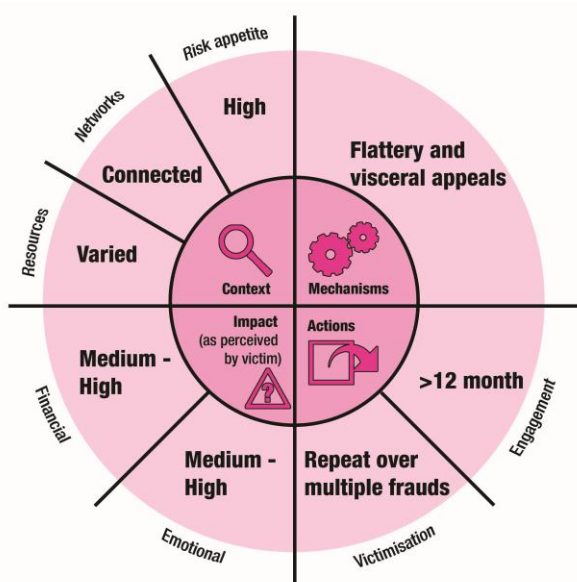 Risk appetite
High
Networks
Connected
Resources
Varied
Flattery and
visceral appeals
Context
Mechanisms
Impact
(as perceived
by victim)
?
Actions
Medium -
High
Financial
Medium -
High
Emotional
Repeat over
multiple frauds
Victimisation
>12 month
Engagement